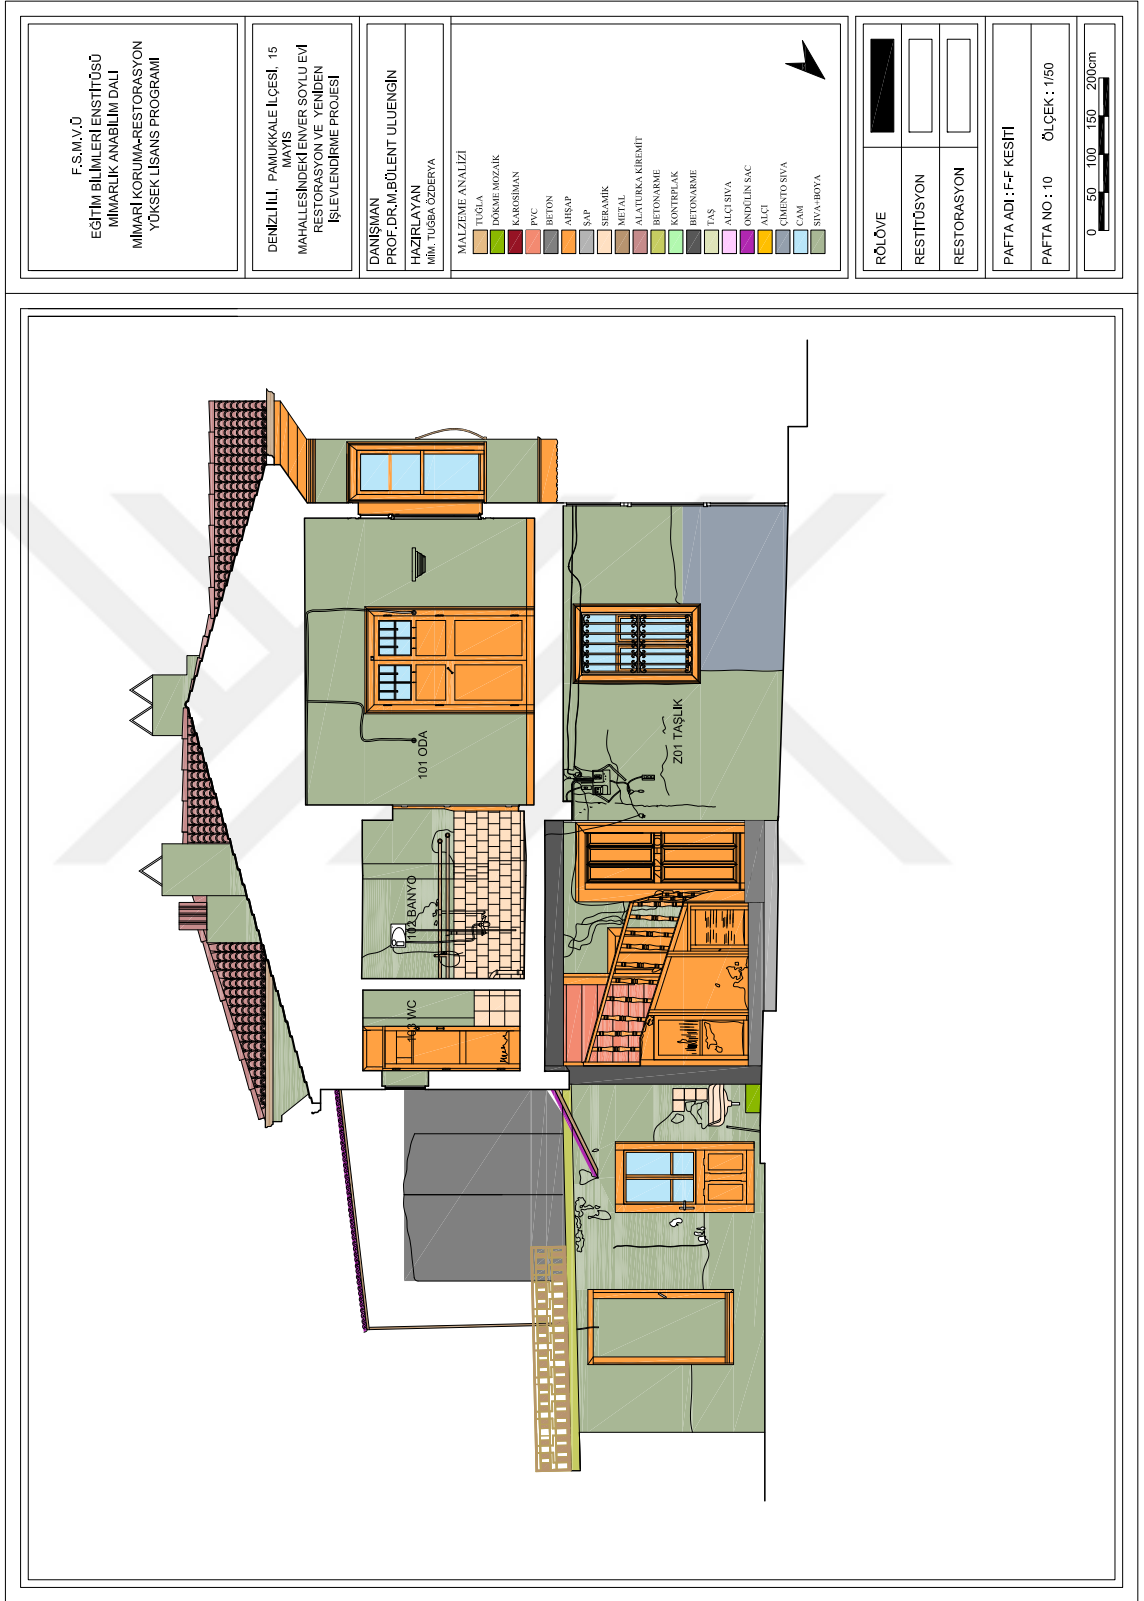 F.S.M.V.Ü
EĞİTİM BİLİMLERİ ENSTİTÜSÜ
MİMARLIK ANABİLİM DALI
MİMARİ KORUMA-RESTORASYON
YÜKSEK LİSANS PROGRAMI
DENİZLİ İLİ, PAMUKKALE İLÇESİ, 15
MAYIS
MAHALLESİNDEKİ ENVER SOYLU EVİ
RESTORASYON VE YENİDEN
İŞLEVLENDİRME PROJESİ
DANIŞMAN
PROF.DR.M.BÜLENT ULUENGİN
HAZIRLAYAN
MİM. TUĞBA ÖZDERYA
MALZEME ANALİZİ
TUĞLA
DÖKME MOZAİK
KAROSİMAN
PVC
BETON
AHŞAP
ŞAP
SERAMİK
METAL
ALATURKA KİREMİT
BETONARME
KONTRPLAK
BETONARME
TAŞ
ALÇI SIVA
ONDÜLİN SAC
ALÇI
ÇİMENTO SIVA
CAM
SIVA+BOYA
RÖLÖVE
RESTİTÜSYON
RESTORASYON
PAFTA ADI : F-F KESİTİ
PAFTA NO : 10 ÖLÇEK : 1/50
0 50 100 150 200cm
103 WC
102 BANYO
101 ODA
Z01 TAŞLIK